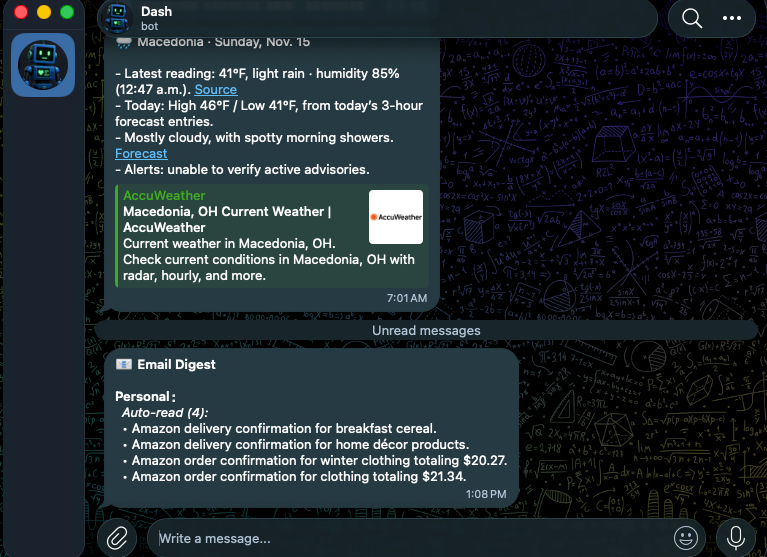 Dash
bot
Macedonia · Sunday, Nov. 15
- Latest reading: 41°F, light rain · humidity 85%
(12:47 a.m.). Source
- Today: High 46°F / Low 41°F, from today’s 3-hour
forecast entries.
- Mostly cloudy, with spotty morning showers.
Forecast
- Alerts: unable to verify active advisories.
AccuWeather
Macedonia, OH Current Weather |
AccuWeather
Current weather in Macedonia, OH.
Check current conditions in Macedonia, OH with
radar, hourly, and more.
AccuWeather
7:01 AM
Unread messages
📧 Email Digest
Personal:
Auto-read (4):
• Amazon delivery confirmation for breakfast cereal.
• Amazon delivery confirmation for home décor products.
• Amazon order confirmation for winter clothing totaling $20.27.
• Amazon order confirmation for clothing totaling $21.34.
1:08 PM
Write a message...